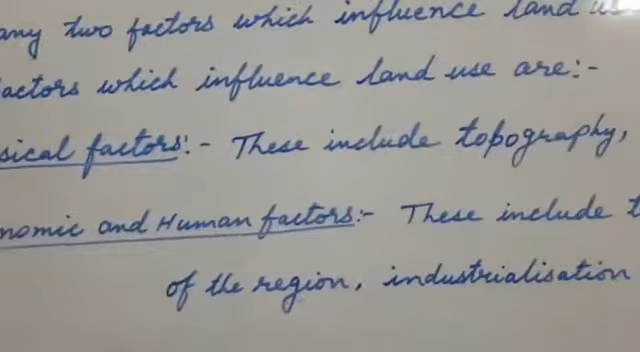 any two factors which influence land
actors which influence land use are:-
sical factors:- These include topography,
nomic and Human factors:- These include t
of the region, industrialisation